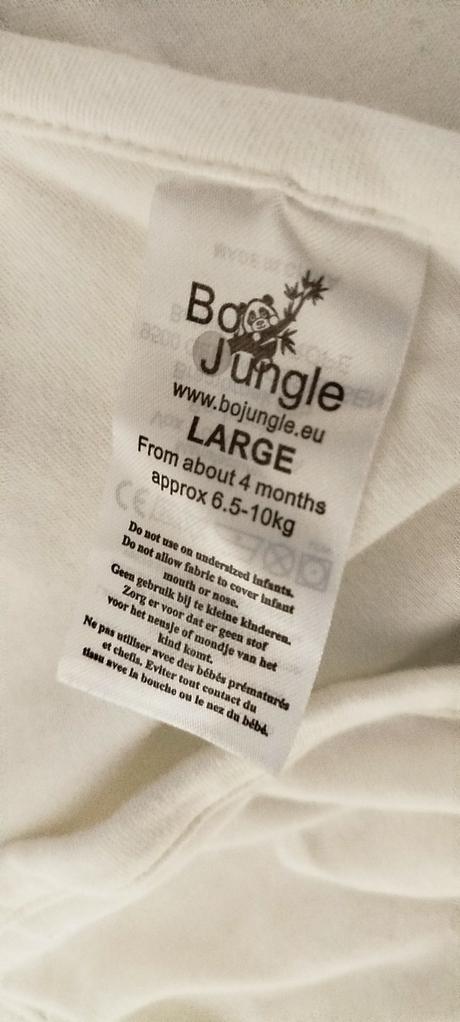 Bo
Jungle
www.bojungle.eu
LARGE
From about 4 months
approx 6.5-10kg
Do not use on undersized infants.
Do not allow fabric to cover infant
mouth or nose.
Geen gebruik bij te kleine kinderen.
Zorg er voor dat er geen stof
voor het neusje of mondje van het
kind komt.
Ne pas utiliser avec des bébés prématurés
et chefis. Eviter tout contact du
tissu avec la bouche ou le nez du bébé.